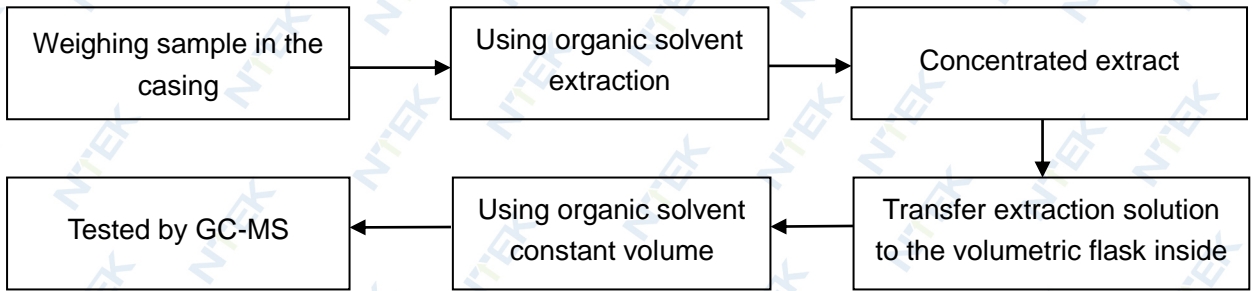 Weighing sample in the
casing
Using organic solvent
extraction
Concentrated extract
Transfer extraction solution
to the volumetric flask inside
Using organic solvent
constant volume
Tested by GC-MS
NTEK